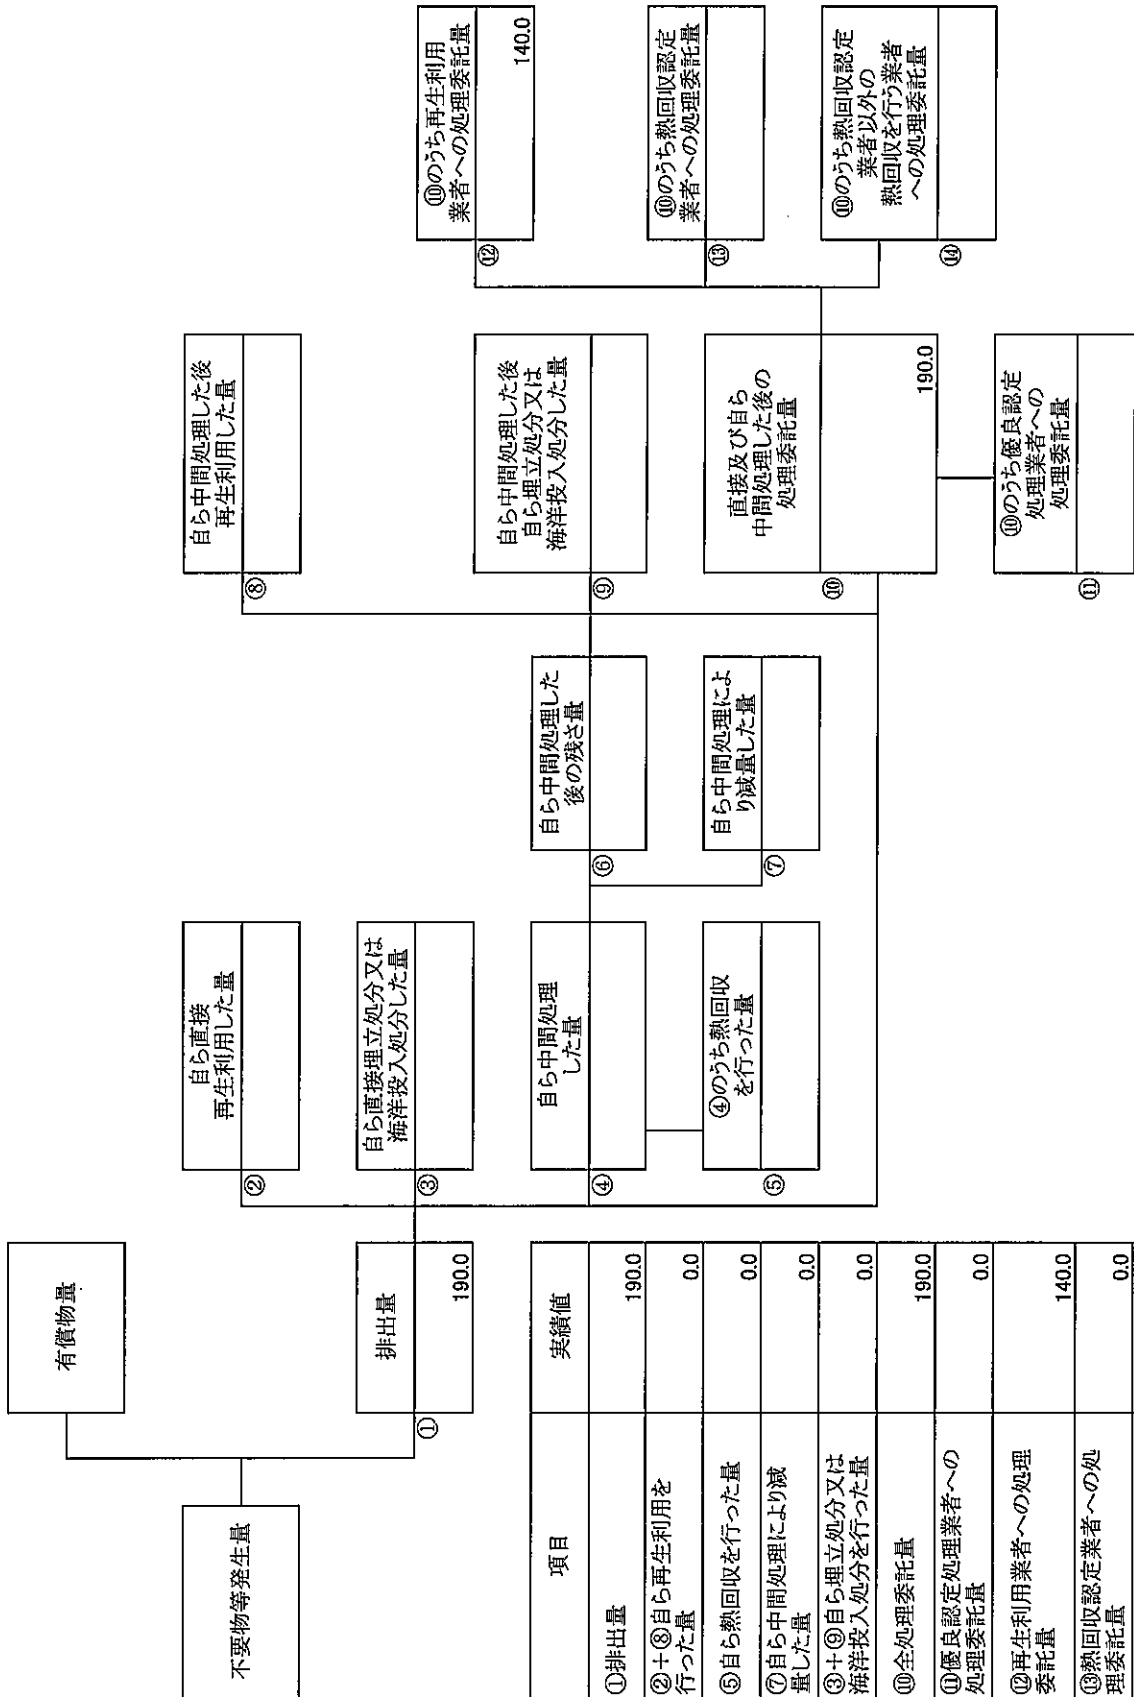 不要物等発生量
有償物量
①
排出量
190.0
②
自ら直接
再生利用した量
③
自ら直接埋立処分又は
海洋投入処分した量
④
自ら中間処理
した量
⑤
④のうち熱回収
を行った量
⑥
自ら中間処理した
後の残さ量
⑦
自ら中間処理によ
り減量した量
⑧
自ら中間処理した後
再生利用した量
⑨
自ら中間処理した後
自ら埋立処分又は
海洋投入処分した量
⑩
直接及び自ら
中間処理した後の
処理委託量
190.0
⑪
⑩のうち優良認定
処理業者への
処理委託量
⑫
⑩のうち再生利用
業者への処理委託量
140.0
⑬
⑩のうち熱回収認定
業者への処理委託量
⑭
⑩のうち熱回収認定
業者以外の
熱回収を行う業者
への処理委託量
項目 実績値
①排出量 190.0
②+⑧自ら再生利用を
行った量 0.0
⑤自ら熱回収を行った量 0.0
⑦自ら中間処理により減
量した量 0.0
③+⑨自ら埋立処分又は
海洋投入処分を行った量 0.0
⑩全処理委託量 190.0
⑪優良認定処理業者への
処理委託量 0.0
⑫再生利用業者への処理
委託量 140.0
⑬熱回収認定業者への処
理委託量 0.0